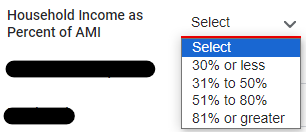 Household Income as
Percent of AMI
Select
Select
30% or less
31% to 50%
51% to 80%
81% or greater